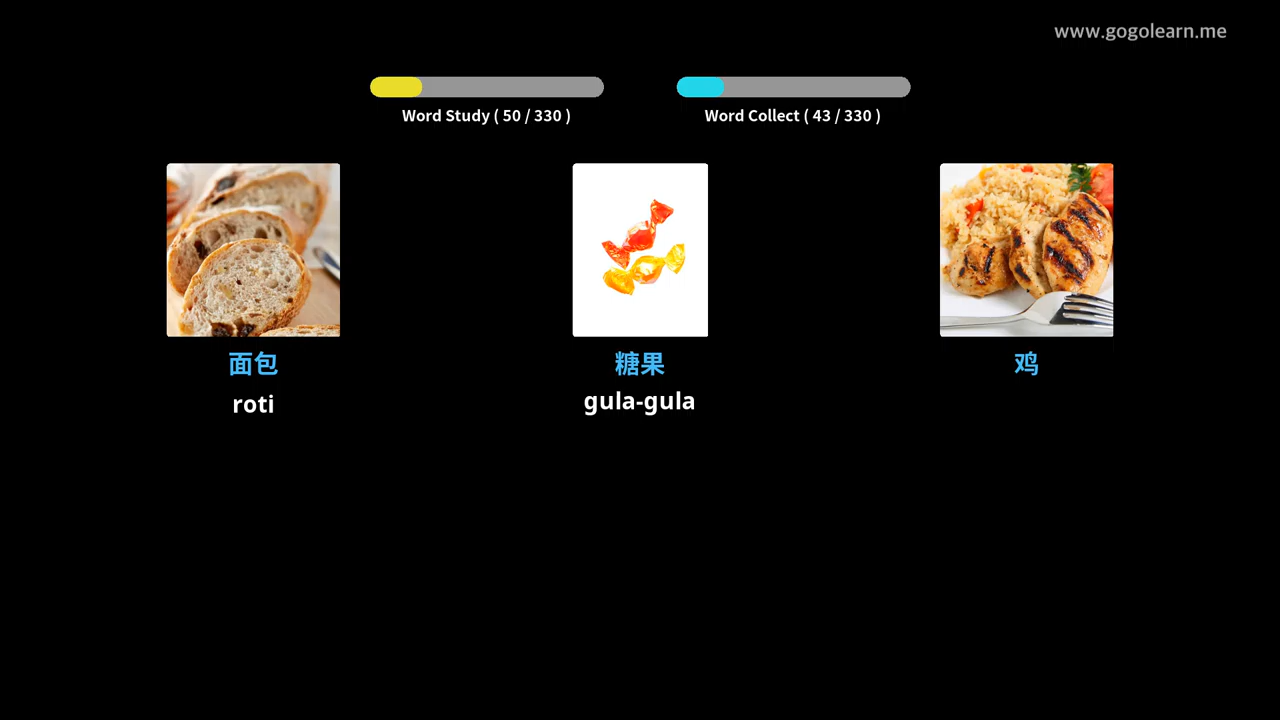 www.gogolearn.me
Word Study ( 50 / 330 )
Word Collect ( 43 / 330 )
面包
糖果
鸡
roti
gula-gula